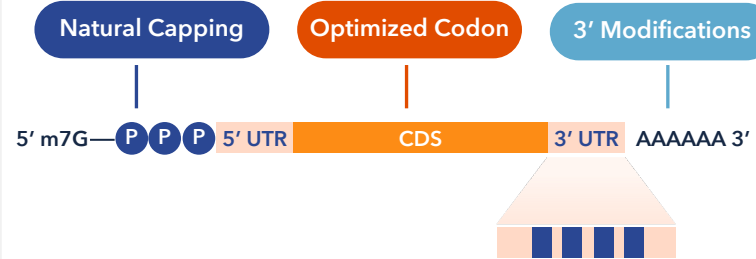 Natural Capping Optimized Codon 3′ Modifications
5′ m7G P P P 5′ UTR CDS 3′ UTR AAAAAA 3′